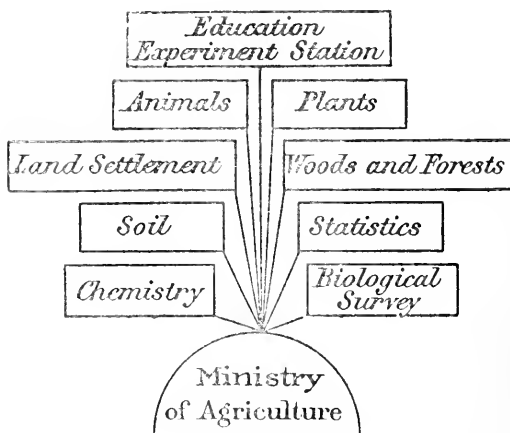 Education
Experiment Station
Animals
Plants
Land Settlement
Woods and Forests
Soil
Statistics
Chemistry
Biological
Survey
Ministry
of Agriculture